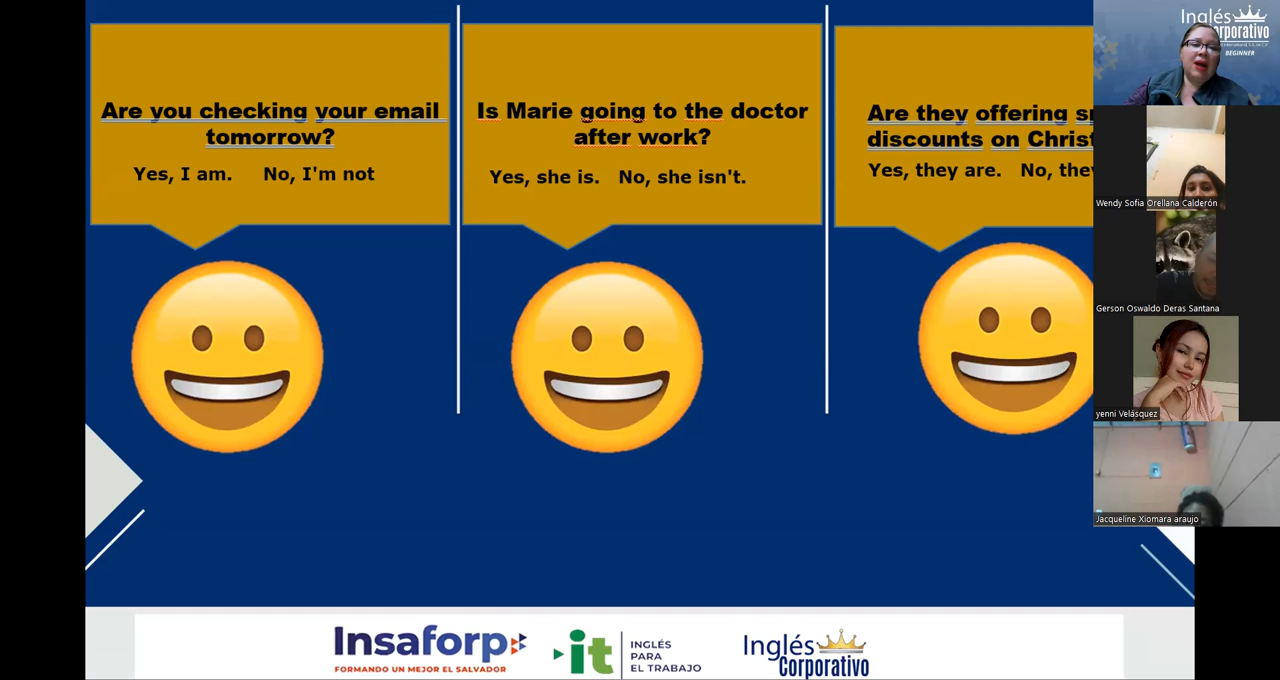 Are you checking your email
tomorrow?
Yes, I am. No, I'm not
Is Marie going to the doctor
after work?
Yes, she is. No, she isn't.
Are they offering
discounts on
Yes, they are. No,
Inglés
Corporativo
BEGINNER
Wendy Sofia Orellana Calderón
Gerson Oswaldo Deras Santana
yenni Velásquez
Jacqueline Xiomara araujo
Insaforp
FORMANDO UN MEJOR EL SALVADOR
it
INGLÉS
PARA
EL TRABAJO
Inglés
Corporativo